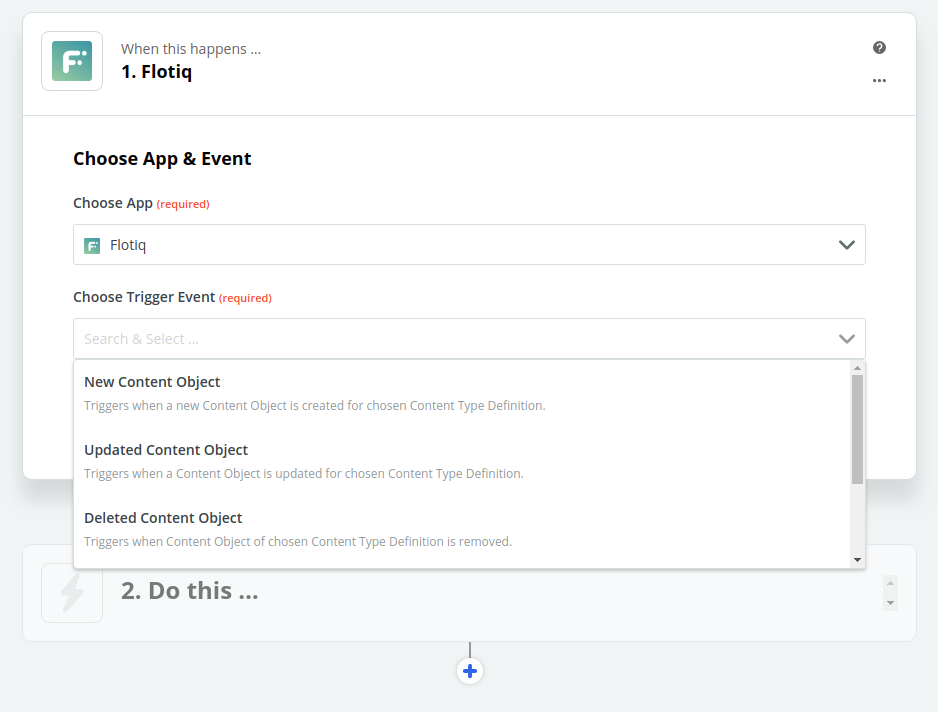 When this happens ...
1. Flotiq
Choose App & Event
Choose App (required)
Flotiq
Choose Trigger Event (required)
Search & Select ...
New Content Object
Triggers when a new Content Object is created for chosen Content Type Definition.
Updated Content Object
Triggers when a Content Object is updated for chosen Content Type Definition.
Deleted Content Object
Triggers when Content Object of chosen Content Type Definition is removed.
2. Do this ...